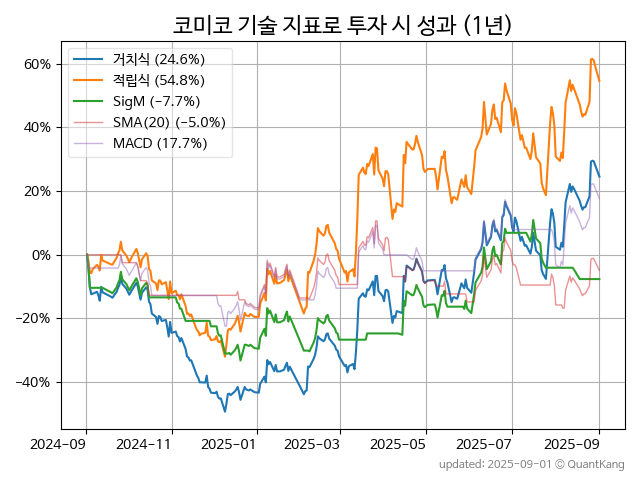 코미코 기술 지표로 투자 시 성과 (1년)
거치식 (24.6%)
적립식 (54.8%)
SigM (−7.7%)
SMA(20) (−5.0%)
MACD (17.7%)
60%
40%
20%
0%
−20%
−40%
2024-09 2024-11 2025-01 2025-03 2025-05 2025-07 2025-09
updated: 2025-09-01 © QuantKang